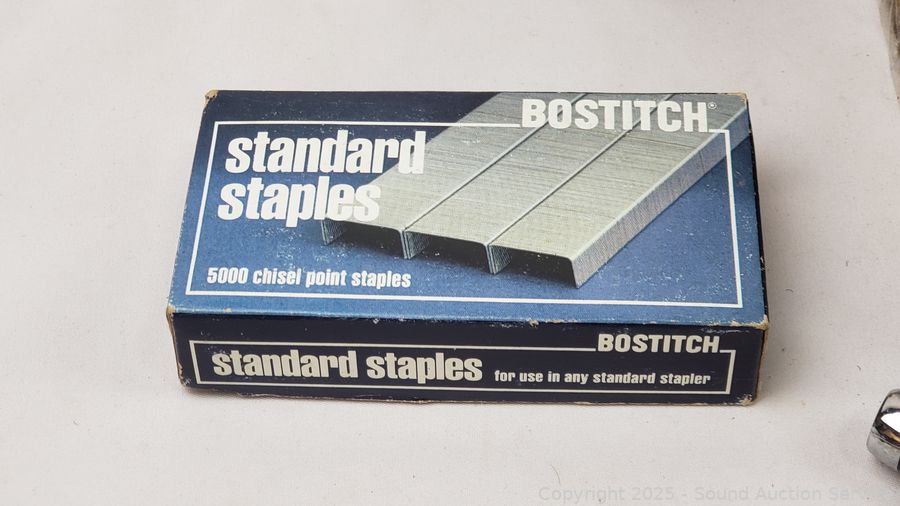 BOSTITCH®
standard
staples
5000 chisel point staples
BOSTITCH
standard staples for use in any standard stapler
Copyright 2025 - Sound Auction Serv